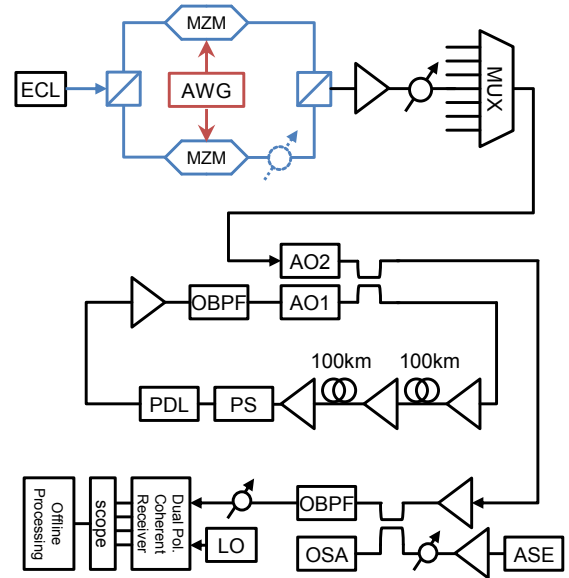 MZM
ECL
AWG
MUX
MZM
AO2
OBPF
AO1
100km
100km
PDL
PS
Offline
Processing
scope
Dual Pol.
Coherent
Receiver
OBPF
LO
OSA
ASE